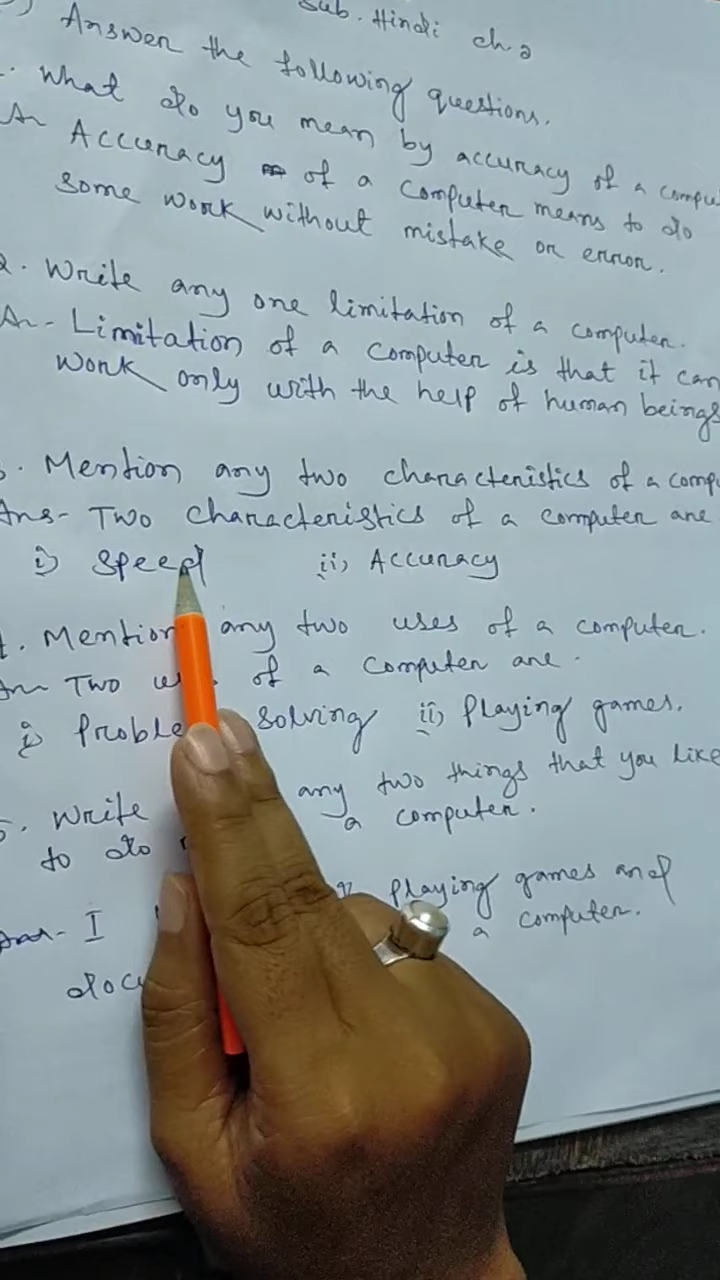 Sub. Hindi ch.2
Answer the following questions.
What do you mean by accuracy of a compu
An Accuracy of a computer means to do
some work without mistake or error.
2. Write any one limitation of a computer.
An- Limitation of a computer is that it can
work only with the help of human beings
3. Mention any two characteristics of a compu
Ans- Two characteristics of a computer are
i) Speed ii) Accuracy
4. Mention any two uses of a computer.
An Two of a computer are
i) Proble solving ii) Playing games.
5. Write any two things that you like
to do a computer.
Ans- I playing games and
docu a computer.